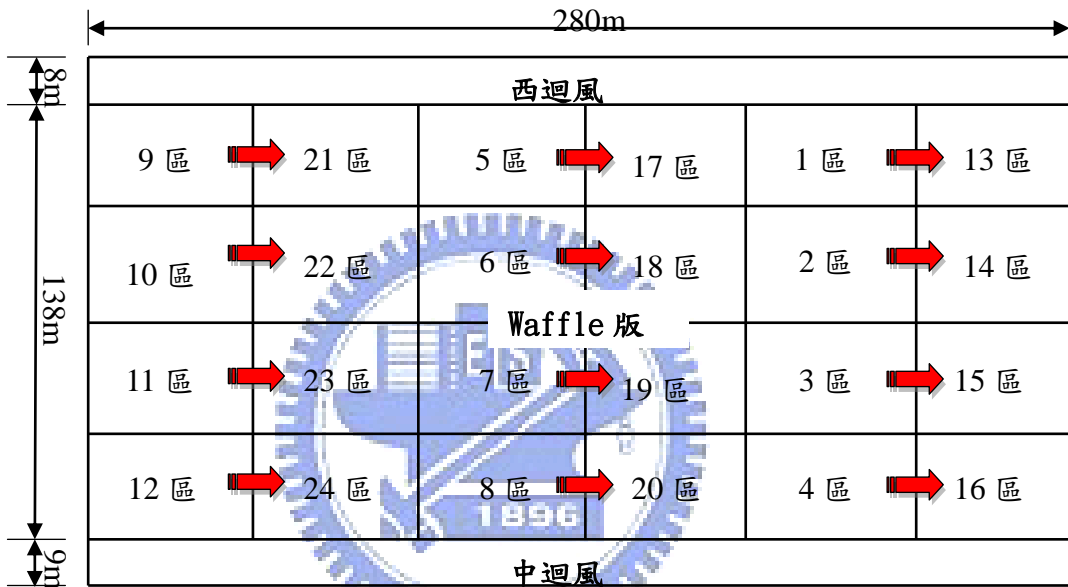 280m
8m
西迴風
9 區
21 區
5 區
17 區
1 區
13 區
138m
10 區
22 區
6 區
18 區
2 區
14 區
Waffle 版
11 區
23 區
7 區
19 區
3 區
15 區
12 區
24 區
8 區
20 區
4 區
16 區
1896
9m
中迴風